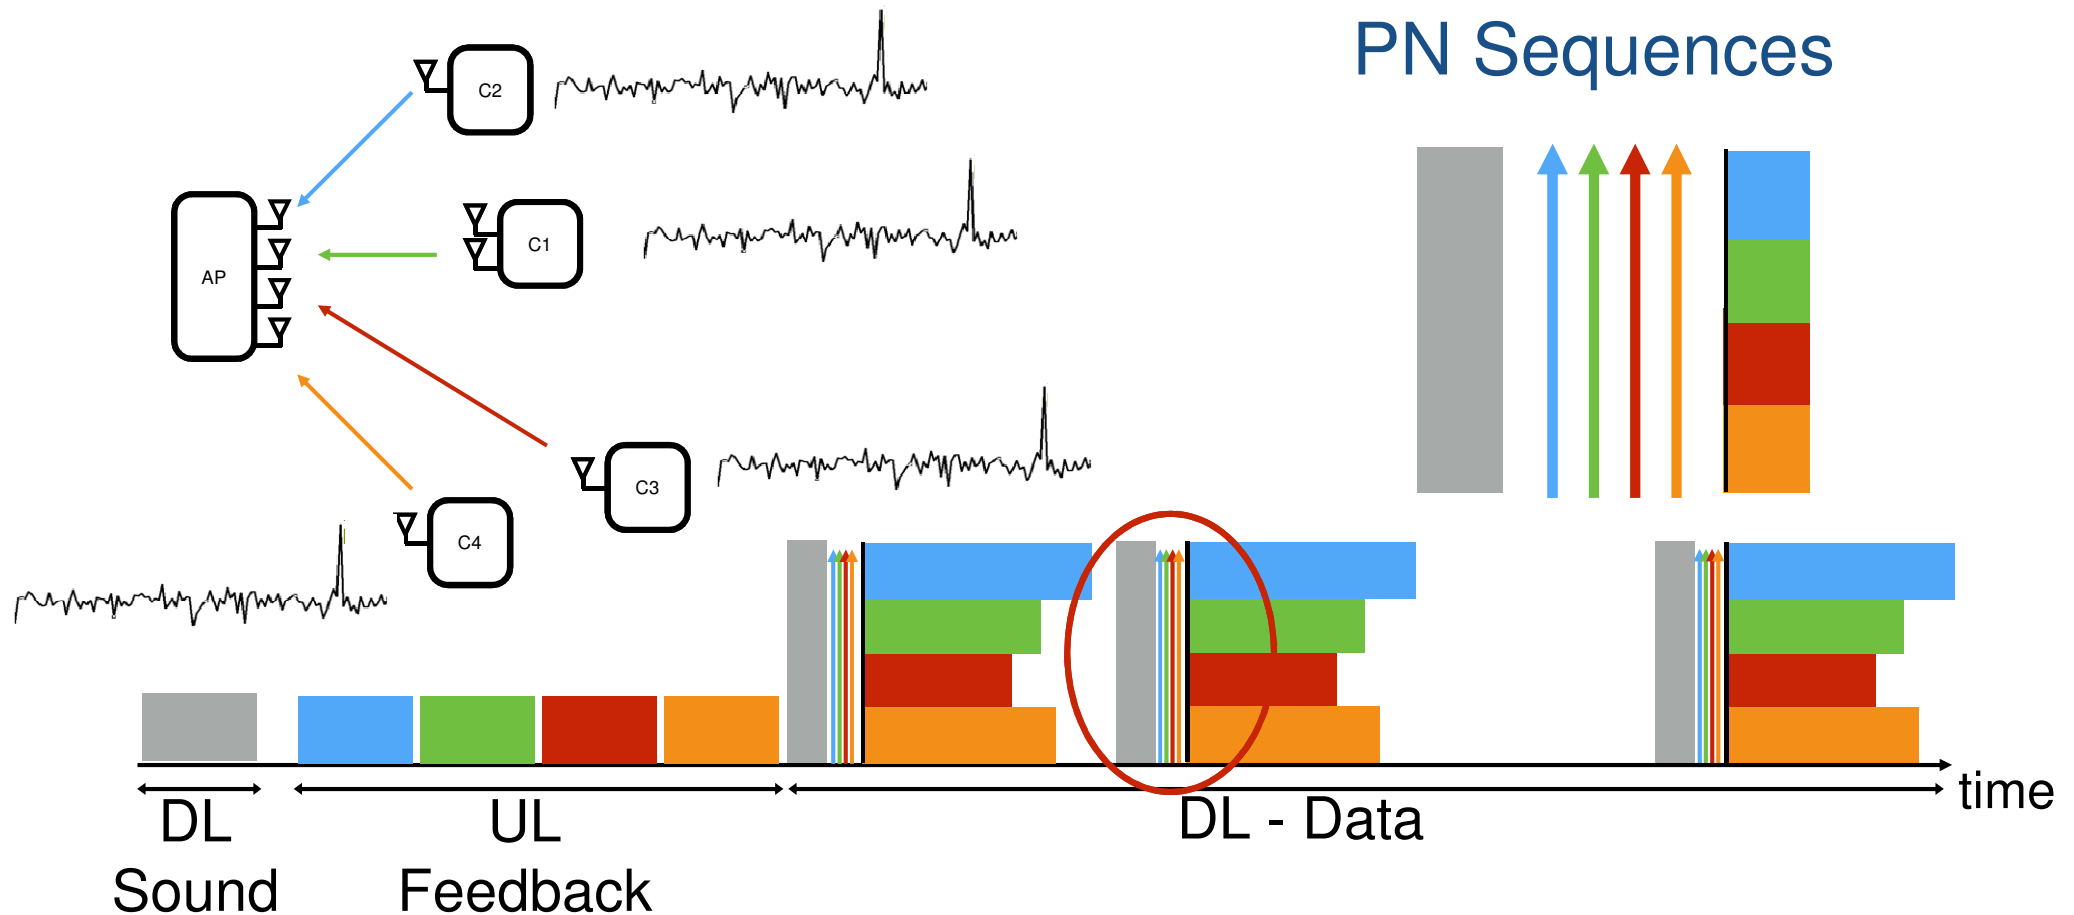 PN Sequences
C2
C1
AP
C3
C4
time
DL
Sound
UL
Feedback
DL - Data